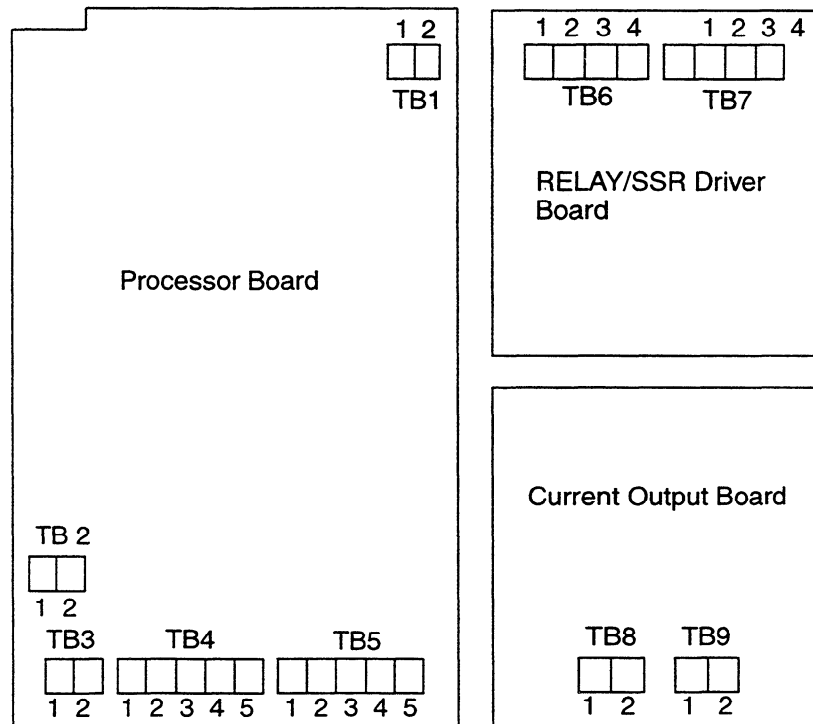 1 2
TB1
Processor Board
TB 2
1 2
TB3 TB4 TB5
1 2 1 2 3 4 5 1 2 3 4 5
1 2 3 4 1 2 3 4
TB6 TB7
RELAY/SSR Driver
Board
Current Output Board
TB8 TB9
1 2 1 2